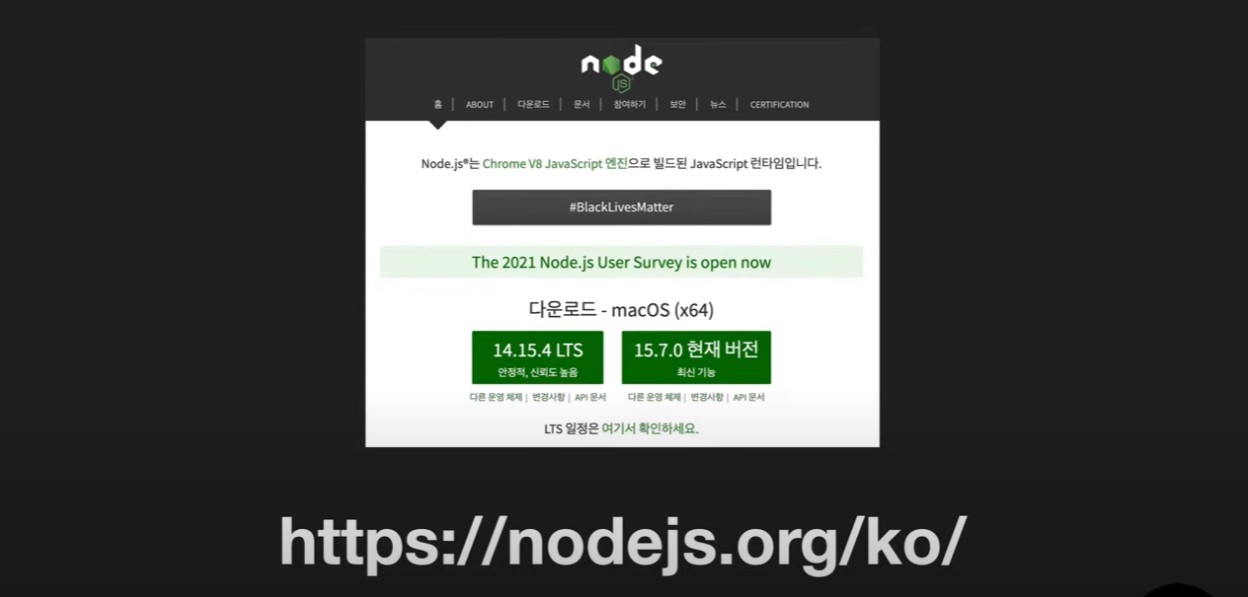 node
JS
홈 | ABOUT | 다운로드 | 문서 | 참여하기 | 보안 | 뉴스 | CERTIFICATION
Node.js®는 Chrome V8 JavaScript 엔진으로 빌드된 JavaScript 런타임입니다.
#BlackLivesMatter
The 2021 Node.js User Survey is open now
다운로드 - macOS (x64)
14.15.4 LTS
안정적, 신뢰도 높음
다른 운영 체제 | 변경사항 | API 문서
15.7.0 현재 버전
최신 기능
다른 운영 체제 | 변경사항 | API 문서
LTS 일정은 여기서 확인하세요.
https://nodejs.org/ko/